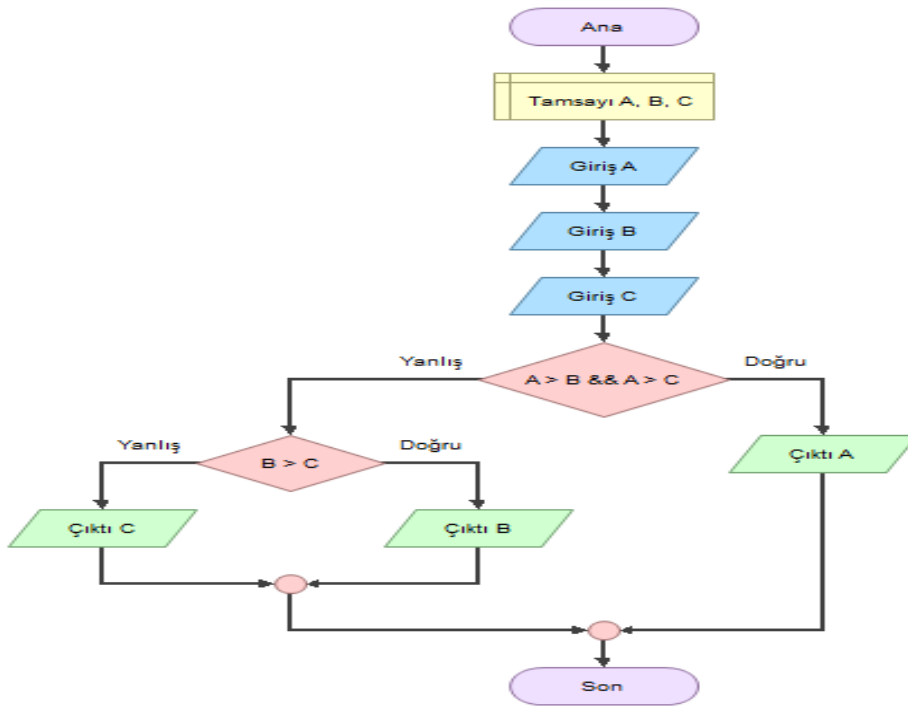 Ana
Tamsayı A, B, C
Giriş A
Giriş B
Giriş C
A > B && A > C
Yanlış
Doğru
B > C
Yanlış
Doğru
Çıktı A
Çıktı C
Çıktı B
Son